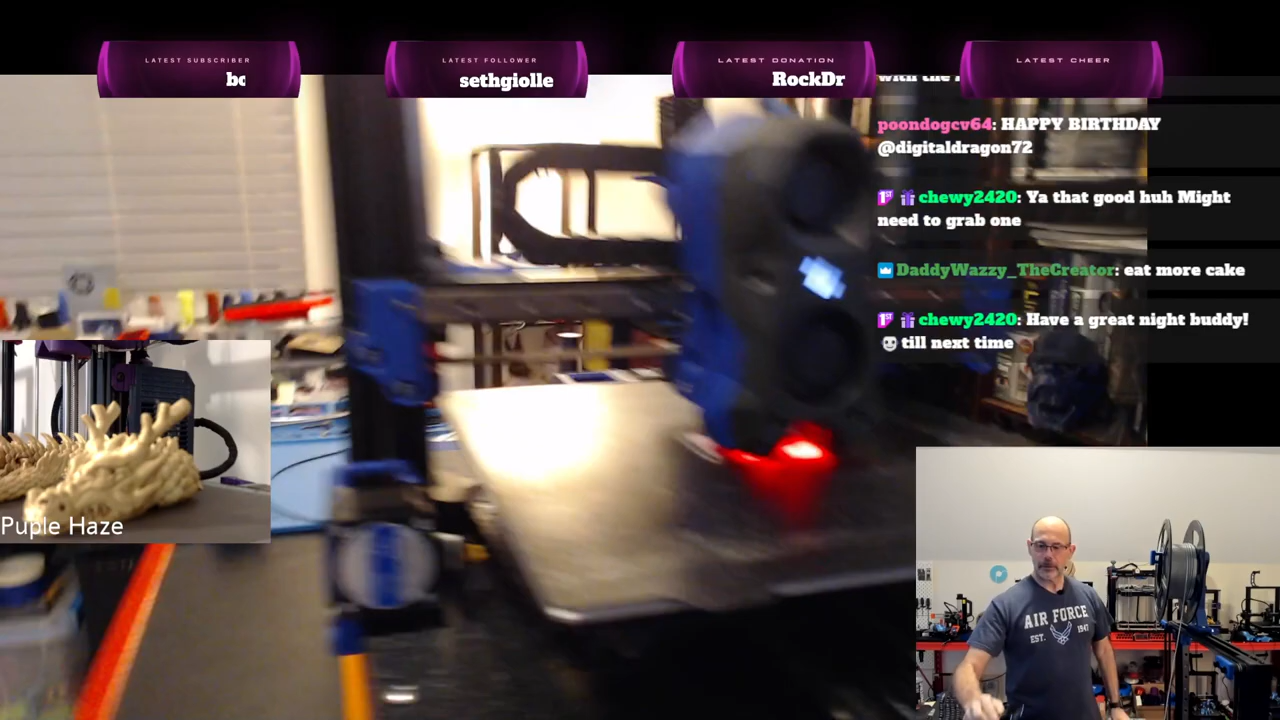 LATEST SUBSCRIBER
LATEST FOLLOWER
sethgiolle
LATEST DONATION
RockDr
LATEST CHEER
with the
poondogcv64: HAPPY BIRTHDAY
@digitaldragon72
chewy2420: Ya that good huh Might
need to grab one
DaddyWazzy_TheCreator: eat more cake
chewy2420: Have a great night buddy!
till next time
Puple Haze
AIR FORCE
EST. 1947